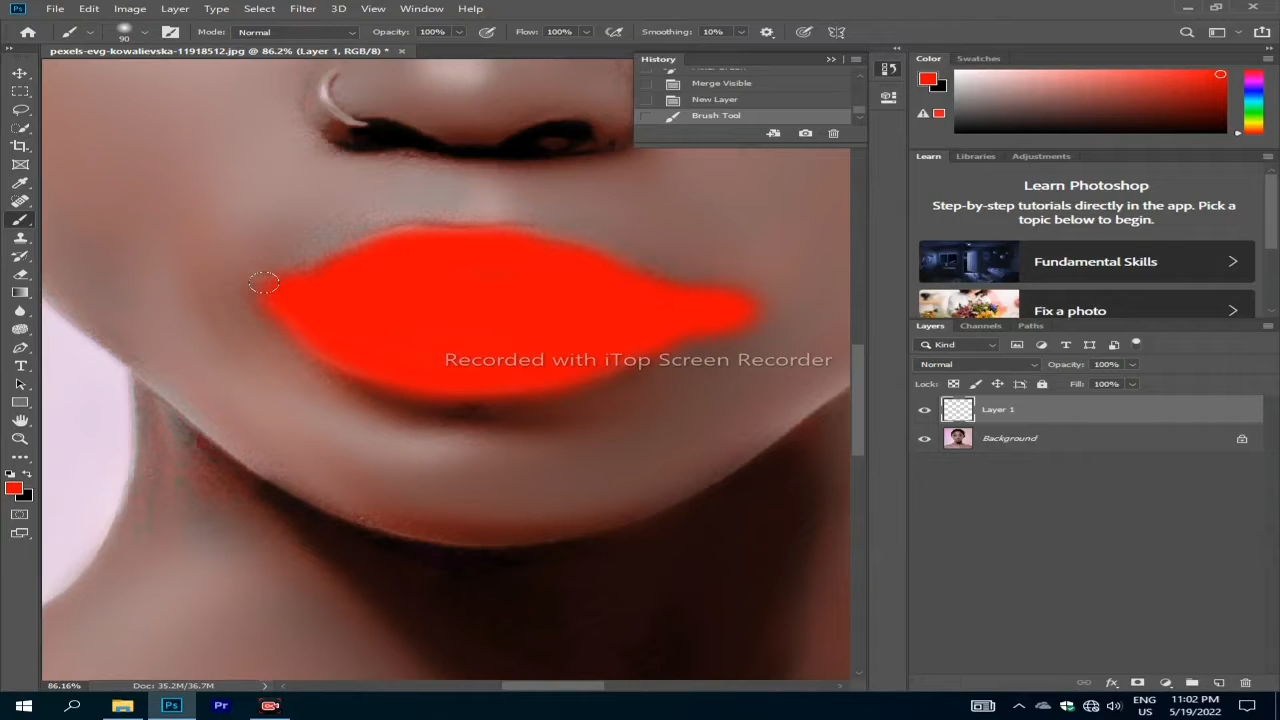 Ps File Edit Image Layer Type Select Filter 3D View Window Help
90 Mode: Normal Opacity: 100% Flow: 100% Smoothing: 10%
pexels-evg-kowalievska-11918512.jpg @ 86.2% (Layer 1, RGB/8) *
History
Merge Visible
New Layer
Brush Tool
Color Swatches
Learn Libraries Adjustments
Learn Photoshop
Step-by-step tutorials directly in the app. Pick a
topic below to begin.
Fundamental Skills
Fix a photo
Layers Channels Paths
Kind
Normal Opacity: 100%
Lock: Fill: 100%
Layer 1
Background
Recorded with iTop Screen Recorder
86.16% Doc: 35.2M/36.7M
Ps Pr
ENG
US
11:02 PM
5/19/2022